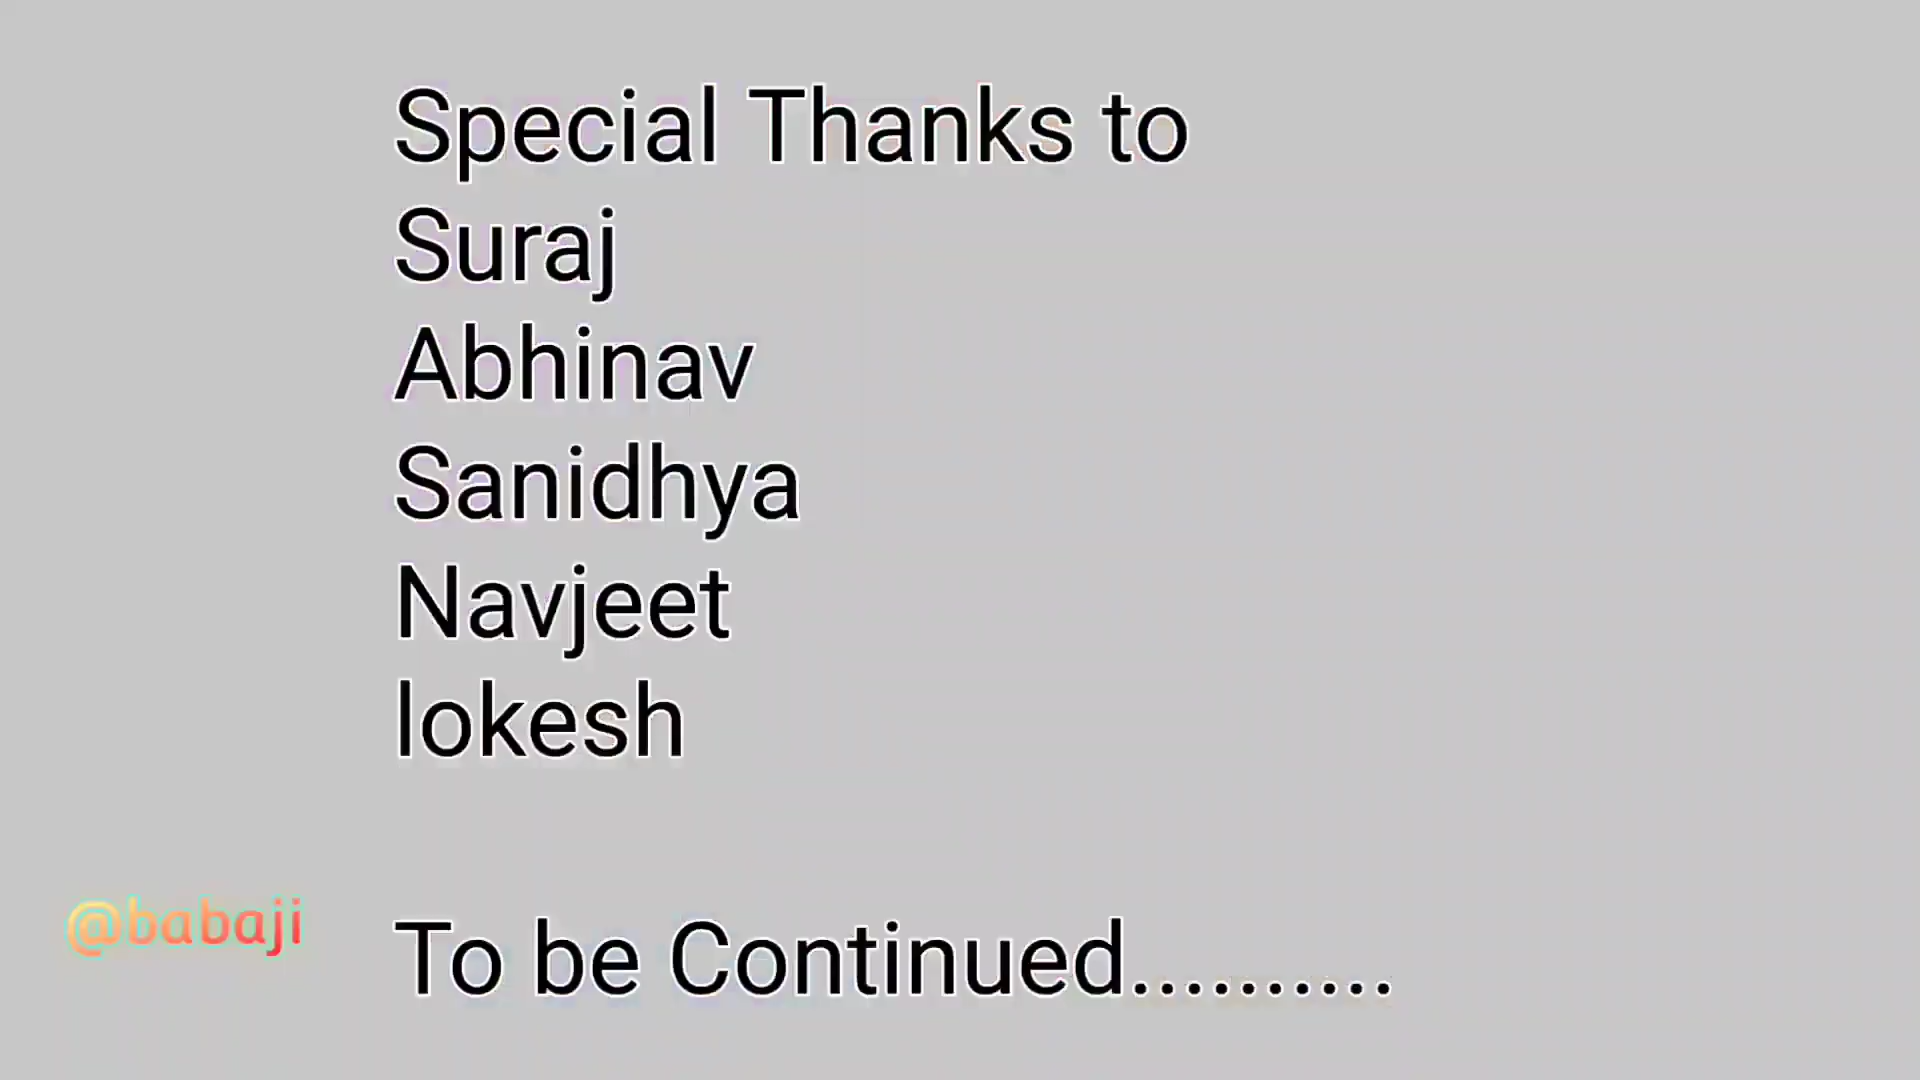 Special Thanks to
Suraj
Abhinav
Sanidhya
Navjeet
lokesh
@babaji
To be Continued..........